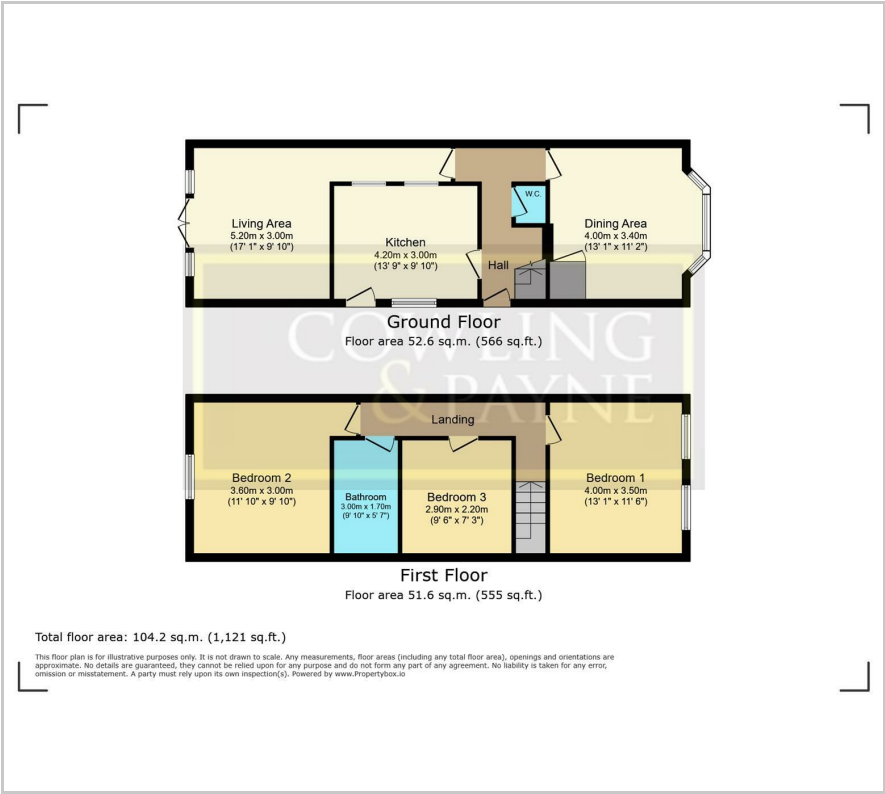 Living Area
5.20m x 3.00m
(17' 1" x 9' 10")
Kitchen
4.20m x 3.00m
(13' 9" x 9' 10")
Hall
W.C.
Dining Area
4.00m x 3.40m
(13' 1" x 11' 2")
Ground Floor
Floor area 52.6 sq.m. (566 sq.ft.)
COWLING
& PAYNE
Landing
Bedroom 2
3.60m x 3.00m
(11' 10" x 9' 10")
Bathroom
3.00m x 1.70m
(9' 10" x 5' 7")
Bedroom 3
2.90m x 2.20m
(9' 6" x 7' 3")
Bedroom 1
4.00m x 3.50m
(13' 1" x 11' 6")
First Floor
Floor area 51.6 sq.m. (555 sq.ft.)
Total floor area: 104.2 sq.m. (1,121 sq.ft.)
This floor plan is for illustrative purposes only. It is not drawn to scale. Any measurements, floor areas (including any total floor area), openings and orientations are
approximate. No details are guaranteed, they cannot be relied upon for any purpose and do not form any part of any agreement. No liability is taken for any error,
omission or misstatement. A party must rely upon its own inspection(s). Powered by www.Propertybox.io